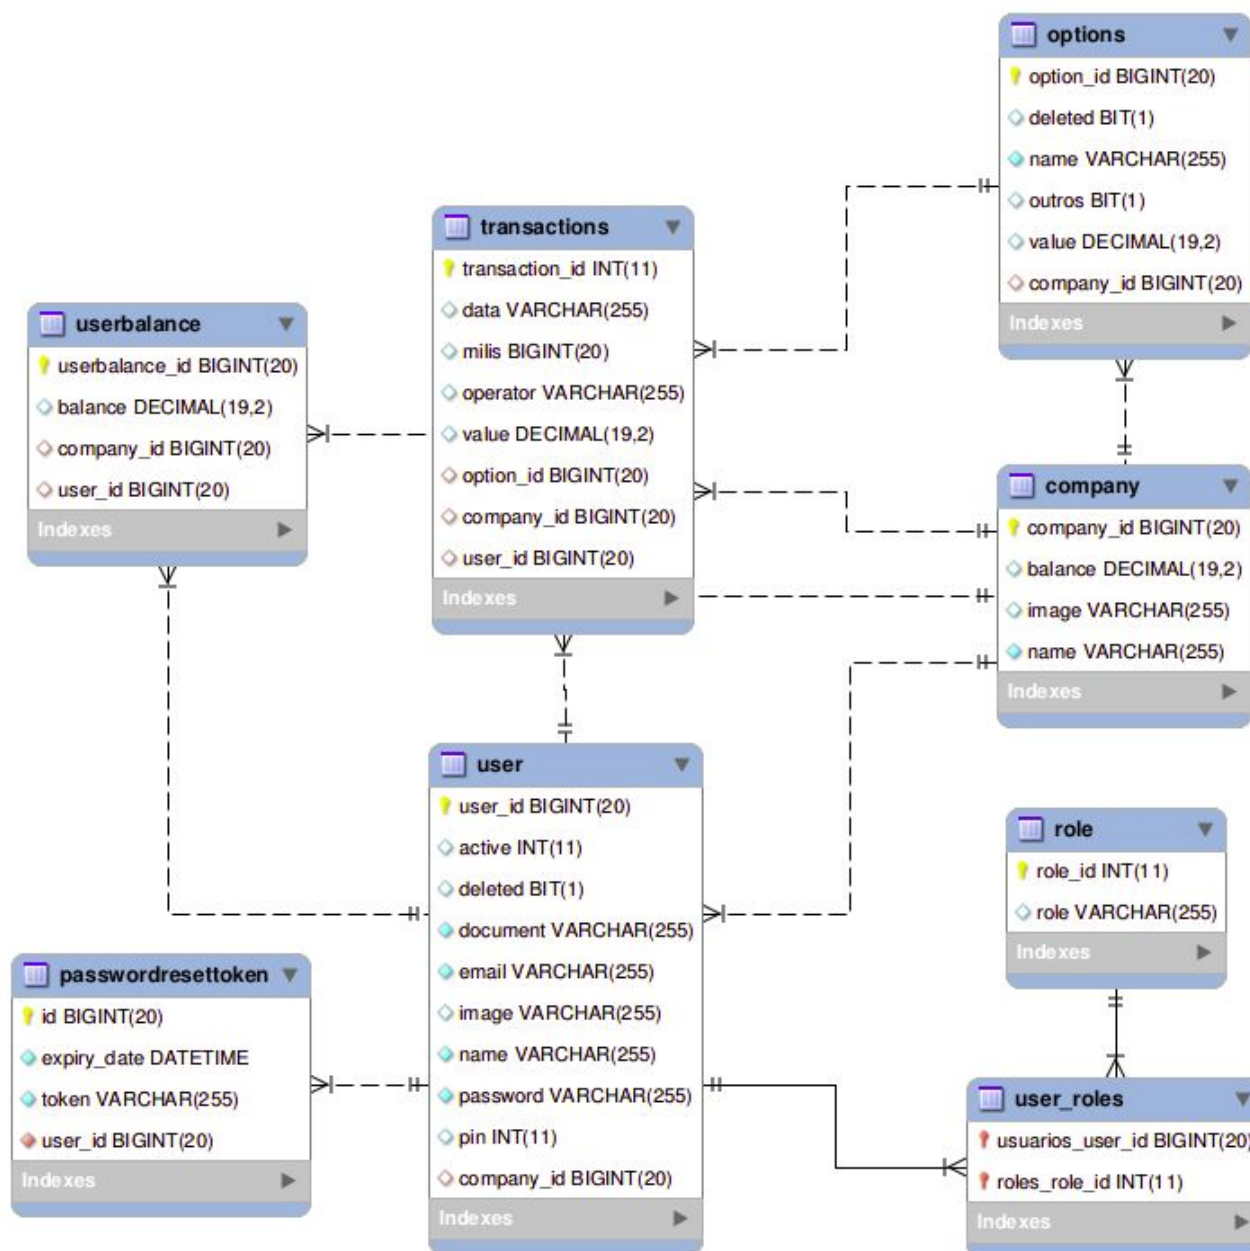 options
option_id BIGINT(20)
deleted BIT(1)
name VARCHAR(255)
outros BIT(1)
value DECIMAL(19,2)
company_id BIGINT(20)
Indexes
transactions
transaction_id INT(11)
data VARCHAR(255)
milis BIGINT(20)
operator VARCHAR(255)
value DECIMAL(19,2)
option_id BIGINT(20)
company_id BIGINT(20)
user_id BIGINT(20)
Indexes
userbalance
userbalance_id BIGINT(20)
balance DECIMAL(19,2)
company_id BIGINT(20)
user_id BIGINT(20)
Indexes
company
company_id BIGINT(20)
balance DECIMAL(19,2)
image VARCHAR(255)
name VARCHAR(255)
Indexes
user
user_id BIGINT(20)
active INT(11)
deleted BIT(1)
document VARCHAR(255)
email VARCHAR(255)
image VARCHAR(255)
name VARCHAR(255)
password VARCHAR(255)
pin INT(11)
company_id BIGINT(20)
Indexes
role
role_id INT(11)
role VARCHAR(255)
Indexes
passwordresettoken
id BIGINT(20)
expiry_date DATETIME
token VARCHAR(255)
user_id BIGINT(20)
Indexes
user_roles
usuarios_user_id BIGINT(20)
roles_role_id INT(11)
Indexes